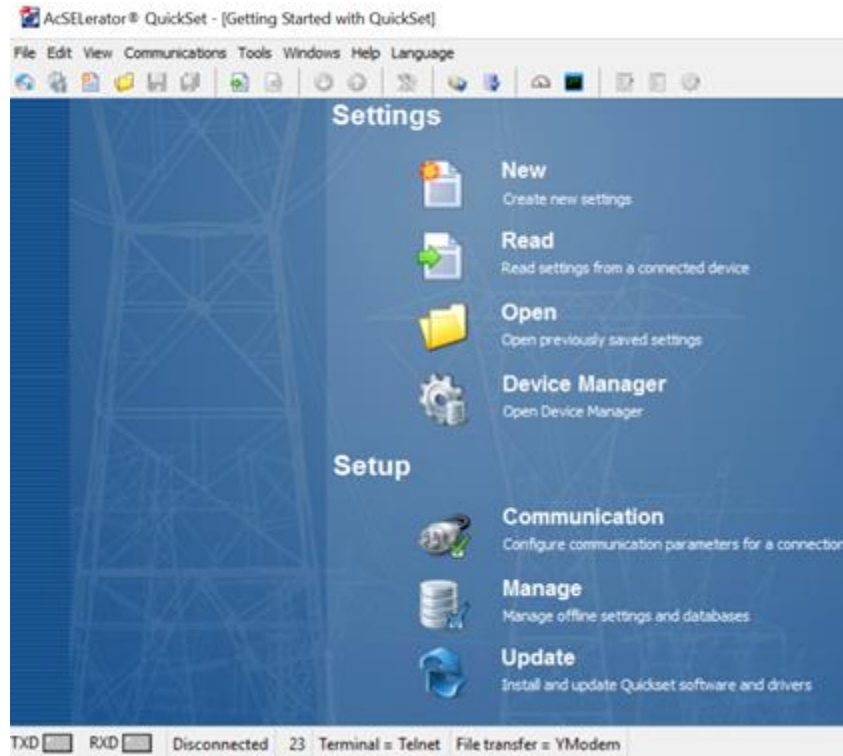 AcSELerator® QuickSet - [Getting Started with QuickSet]
File Edit View Communications Tools Windows Help Language
Settings
New
Create new settings
Read
Read settings from a connected device
Open
Open previously saved settings
Device Manager
Open Device Manager
Setup
Communication
Configure communication parameters for a connection
Manage
Manage offline settings and databases
Update
Install and update Quickset software and drivers
TXD RXD Disconnected 23 Terminal = Telnet File transfer = YModem